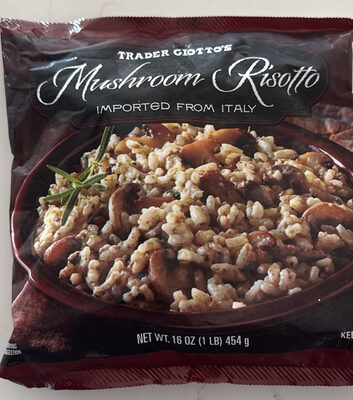 TRADER GIOTTO'S
Mushroom Risotto
IMPORTED FROM ITALY
NET WT. 16 OZ (1 LB) 454 g